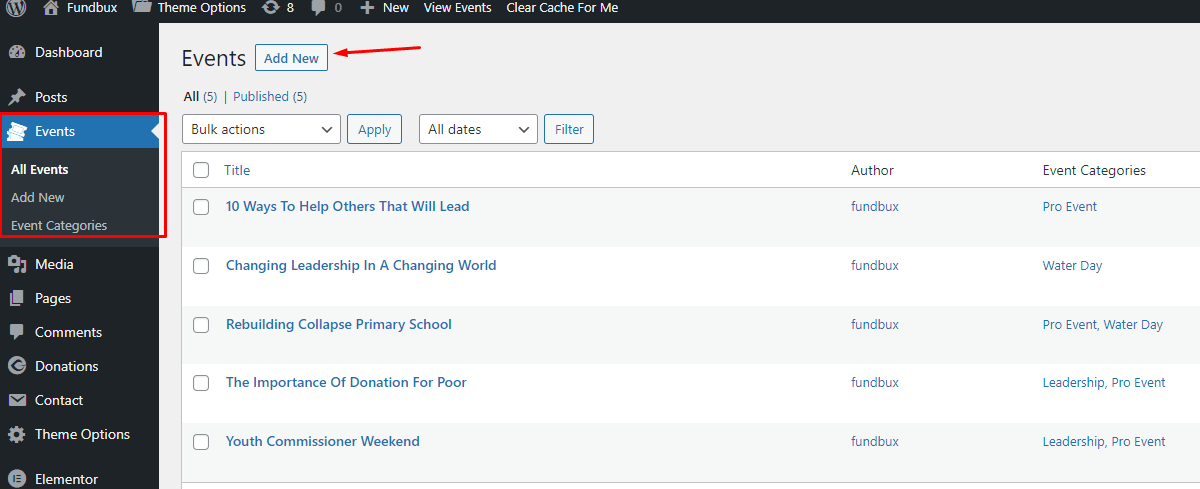 Fundbux Theme Options 8 0 New View Events Clear Cache For Me
Dashboard
Posts
Events
All Events
Add New
Event Categories
Media
Pages
Comments
Donations
Contact
Theme Options
Elementor
Events Add New
All (5) | Published (5)
Bulk actions Apply All dates Filter
Title Author Event Categories
10 Ways To Help Others That Will Lead fundbux Pro Event
Changing Leadership In A Changing World fundbux Water Day
Rebuilding Collapse Primary School fundbux Pro Event, Water Day
The Importance Of Donation For Poor fundbux Leadership, Pro Event
Youth Commissioner Weekend fundbux Leadership, Pro Event